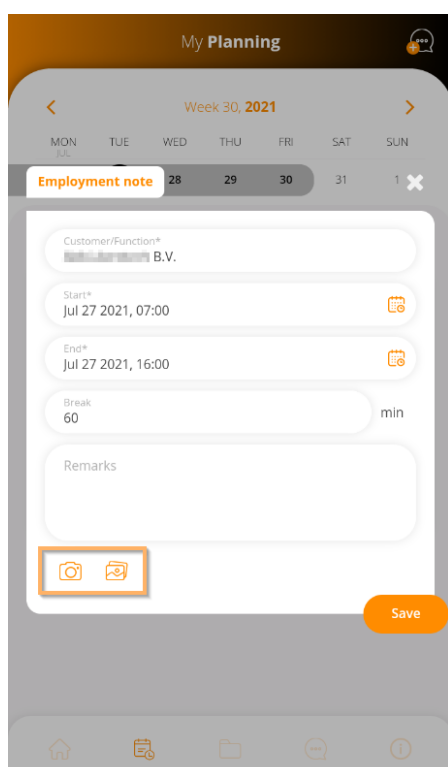 My Planning
Week 30, 2021
MON TUE WED THU FRI SAT SUN
JUL
28 29 30 31 1
Employment note
Customer/Function*
B.V.
Start*
Jul 27 2021, 07:00
End*
Jul 27 2021, 16:00
Break
60
min
Remarks
Save